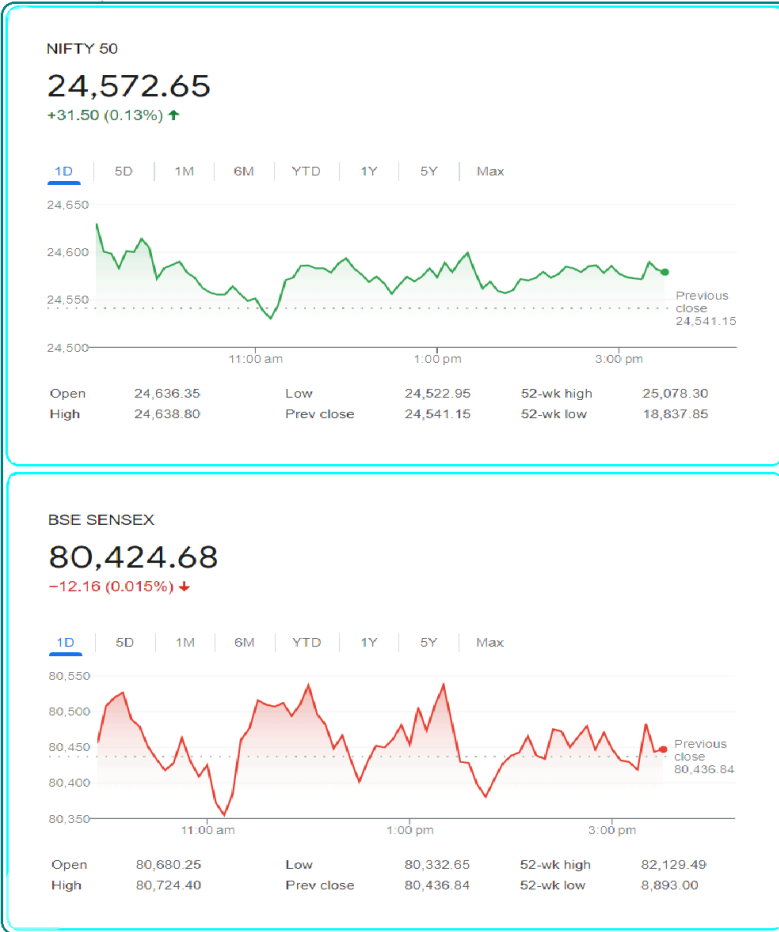 NIFTY 50
24,572.65
+31.50 (0.13%) ↑
1D 5D 1M 6M YTD 1Y 5Y Max
24,650
24,600
24,550
24,500
Previous
close
24,541.15
11:00 am 1:00 pm 3:00 pm
Open 24,636.35 Low 24,522.95 52-wk high 25,078.30
High 24,638.80 Prev close 24,541.15 52-wk low 18,837.85
BSE SENSEX
80,424.68
−12.16 (0.015%) ↓
1D 5D 1M 6M YTD 1Y 5Y Max
80,550
80,500
80,450
80,400
80,350
Previous
close
80,436.84
11:00 am 1:00 pm 3:00 pm
Open 80,680.25 Low 80,332.65 52-wk high 82,129.49
High 80,724.40 Prev close 80,436.84 52-wk low 8,893.00